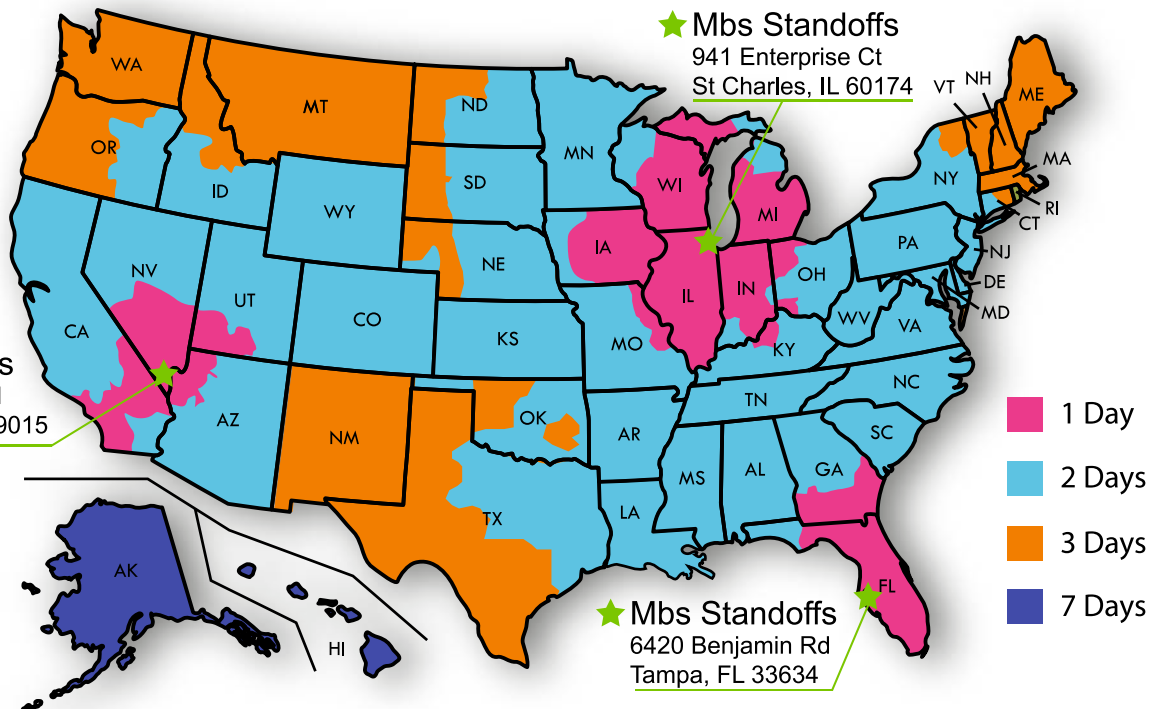 Mbs Standoffs
941 Enterprise Ct
St Charles, IL 60174
WA
MT
ND
OR
ID
SD
MN
WY
NE
NV
UT
CO
CA
KS
AZ
NM
OK
TX
IA
WI
MI
IL
IN
OH
MO
KY
WV
VA
TN
NC
AR
SC
MS
AL
GA
LA
FL
PA
NY
VT
NH
ME
MA
RI
CT
NJ
DE
MD
9015
AK
HI
Mbs Standoffs
6420 Benjamin Rd
Tampa, FL 33634
1 Day
2 Days
3 Days
7 Days